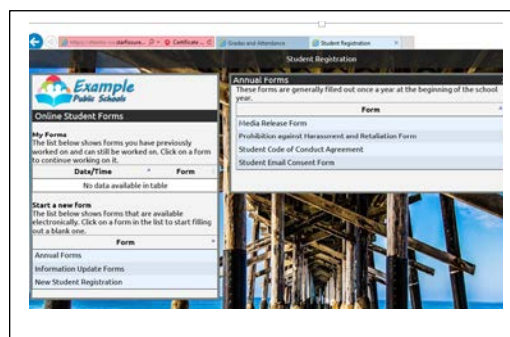 Certificate ...
Grades and Attendance
Student Registration
Student Registration
Example
Public Schools
Online Student Forms
My Forms
The list below shows forms you have previously
worked on and can still be worked on. Click on a form
to continue working on it.
Date/Time Form
No data available in table
Start a new form
The list below shows forms that are available
electronically. Click on a form in the list to start filling
out a blank one.
Form
Annual Forms
Information Update Forms
New Student Registration
Annual Forms
These forms are generally filled out once a year at the beginning of the school
year.
Form
Media Release Form
Prohibition against Harassment and Retaliation Form
Student Code of Conduct Agreement
Student Email Consent Form